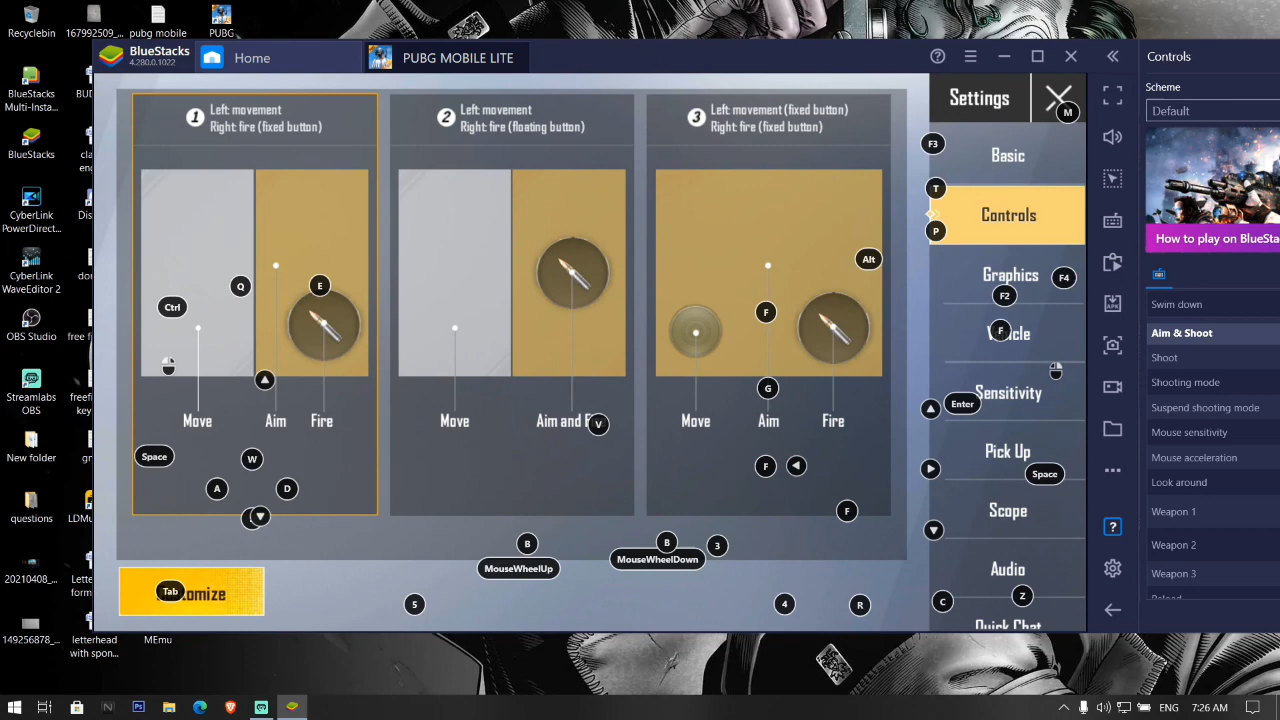 Recyclebin
167992509_...
pubg mobile
PUBG
BlueStacks Multi-Insta...
BlueStacks
CyberLink PowerDirect...
CyberLink WaveEditor 2
OBS Studio
Streamlabs OBS
New folder
questions
20210408_...
149256878_...
letterhead with spon...
MEmu
BlueStacks
4.280.0.1022
Home
PUBG MOBILE LITE
1
Left: movement
Right: fire (fixed button)
2
Left: movement
Right: fire (floating button)
3
Left: movement (fixed button)
Right: fire (fixed button)
Ctrl
Q
E
F
Alt
Move
Aim
Fire
Move
Aim and F
V
G
Move
Aim
Fire
Space
W
A
D
F
F
B
MouseWheelUp
B
MouseWheelDown
3
Tab
5
4
R
Settings
M
F3
Basic
T
Controls
P
Graphics
F2
F4
F
Sensitivity
Enter
Pick Up
Space
Scope
Audio
C
Z
Quick Chat
Controls
Scheme
Default
How to play on BlueSta
Swim down
Aim & Shoot
Shoot
Shooting mode
Suspend shooting mode
Mouse sensitivity
Mouse acceleration
Look around
Weapon 1
Weapon 2
Weapon 3
Reload
ENG
7:26 AM